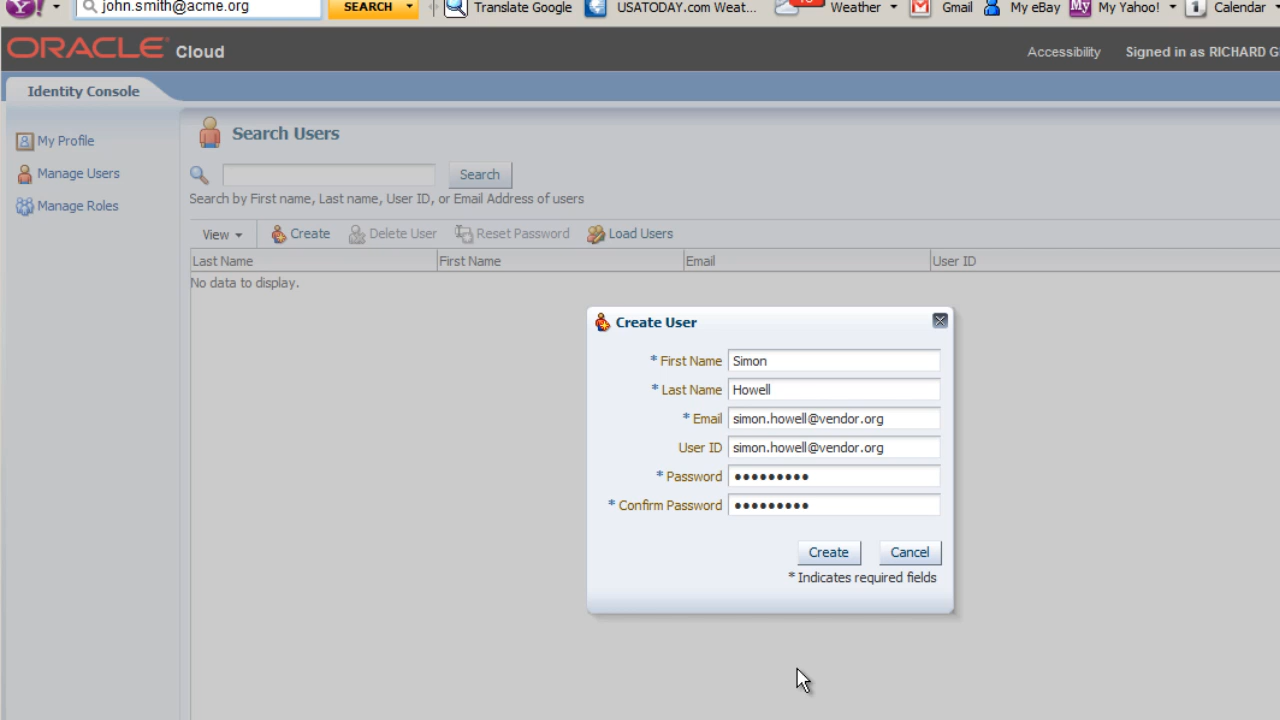 john.smith@acme.org SEARCH Translate Google USATODAY.com Weat... Weather Gmail My eBay My My Yahoo! 1 Calendar
ORACLE Cloud
Accessibility Signed in as RICHARD G
Identity Console
My Profile
Manage Users
Manage Roles
Search Users
Search
Search by First name, Last name, User ID, or Email Address of users
View Create Delete User Reset Password Load Users
Last Name First Name Email User ID
No data to display.
Create User
* First Name Simon
* Last Name Howell
* Email simon.howell@vendor.org
User ID simon.howell@vendor.org
* Password •••••••••
* Confirm Password •••••••••
Create Cancel
* Indicates required fields